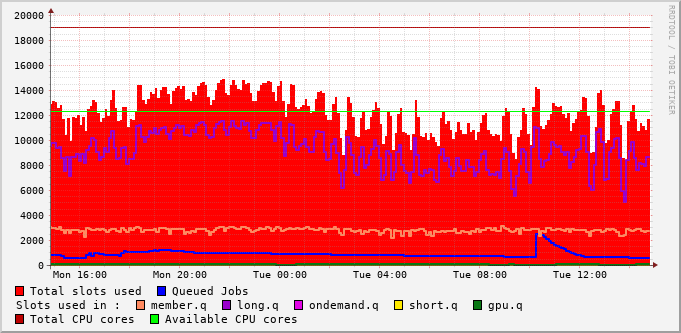 20000
18000
16000
14000
12000
10000
8000
6000
4000
2000
0
Mon 16:00 Mon 20:00 Tue 00:00 Tue 04:00 Tue 08:00 Tue 12:00
RRDTOOL / TOBI OETIKER
Total slots used Queued Jobs
Slots used in : member.q long.q ondemand.q short.q gpu.q
Total CPU cores Available CPU cores